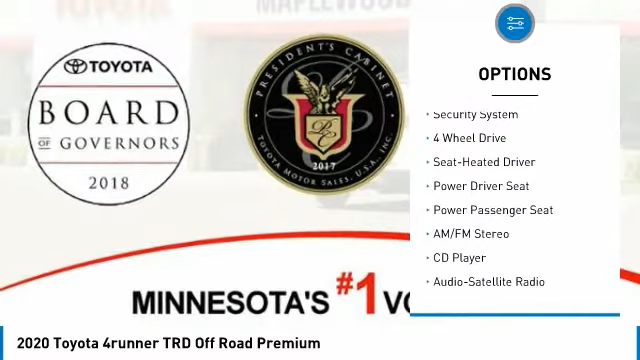 MAPLEWOOD
TOYOTA
BOARD
OF GOVERNORS
2018
PRESIDENT'S CABINET
PC
2017
TOYOTA MOTOR SALES, U.S.A., INC.
MINNESOTA'S #1
OPTIONS
Security System
4 Wheel Drive
Seat-Heated Driver
Power Driver Seat
Power Passenger Seat
AM/FM Stereo
CD Player
Audio-Satellite Radio
2020 Toyota 4runner TRD Off Road Premium